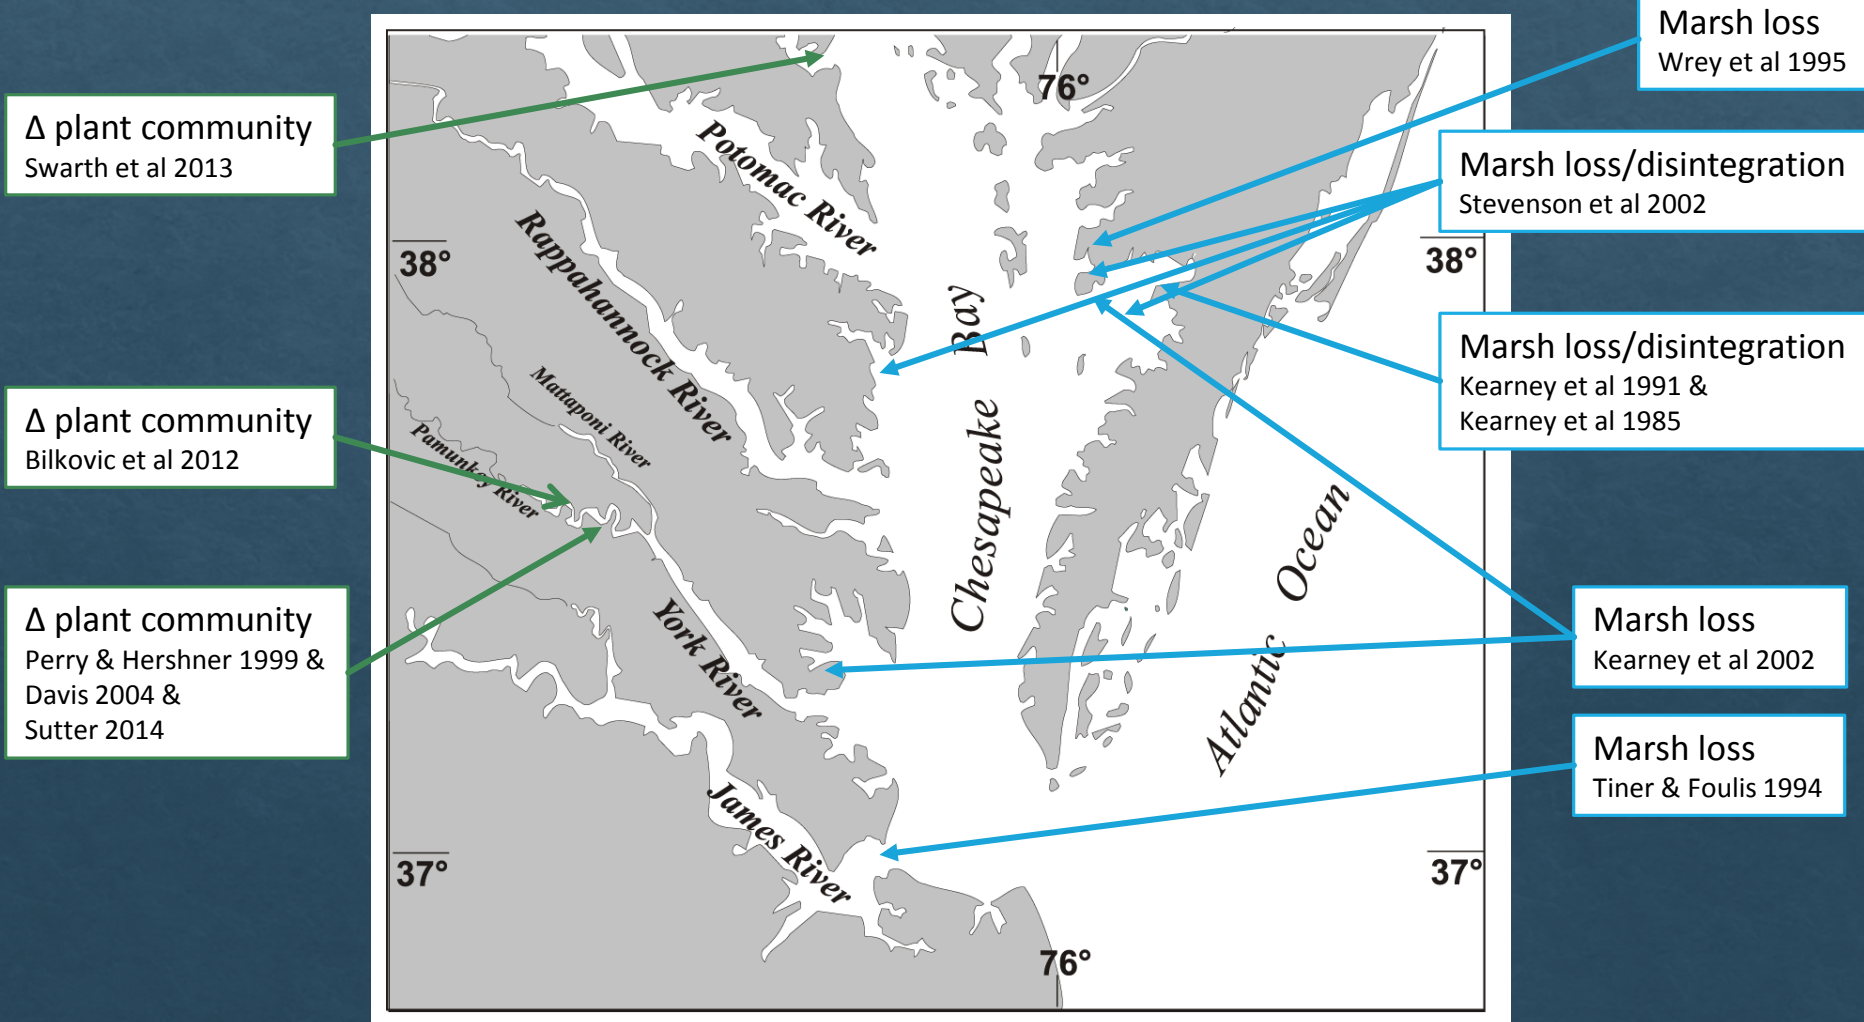 Marsh loss
Wrey et al 1995
Δ plant community
Swarth et al 2013
Marsh loss/disintegration
Stevenson et al 2002
Marsh loss/disintegration
Kearney et al 1991 &
Kearney et al 1985
Δ plant community
Bilkovic et al 2012
Δ plant community
Perry & Hershner 1999 &
Davis 2004 &
Sutter 2014
Marsh loss
Kearney et al 2002
Marsh loss
Tiner & Foulis 1994
76°
38°
38°
37°
37°
76°
Potomac River
Rappahannock River
Mattaponi River
Pamunkey River
York River
James River
Chesapeake Bay
Atlantic Ocean